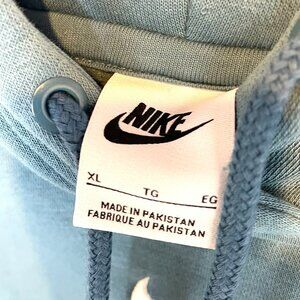 NIKE
XL TG EG
MADE IN PAKISTAN
FABRIQUE AU PAKISTAN